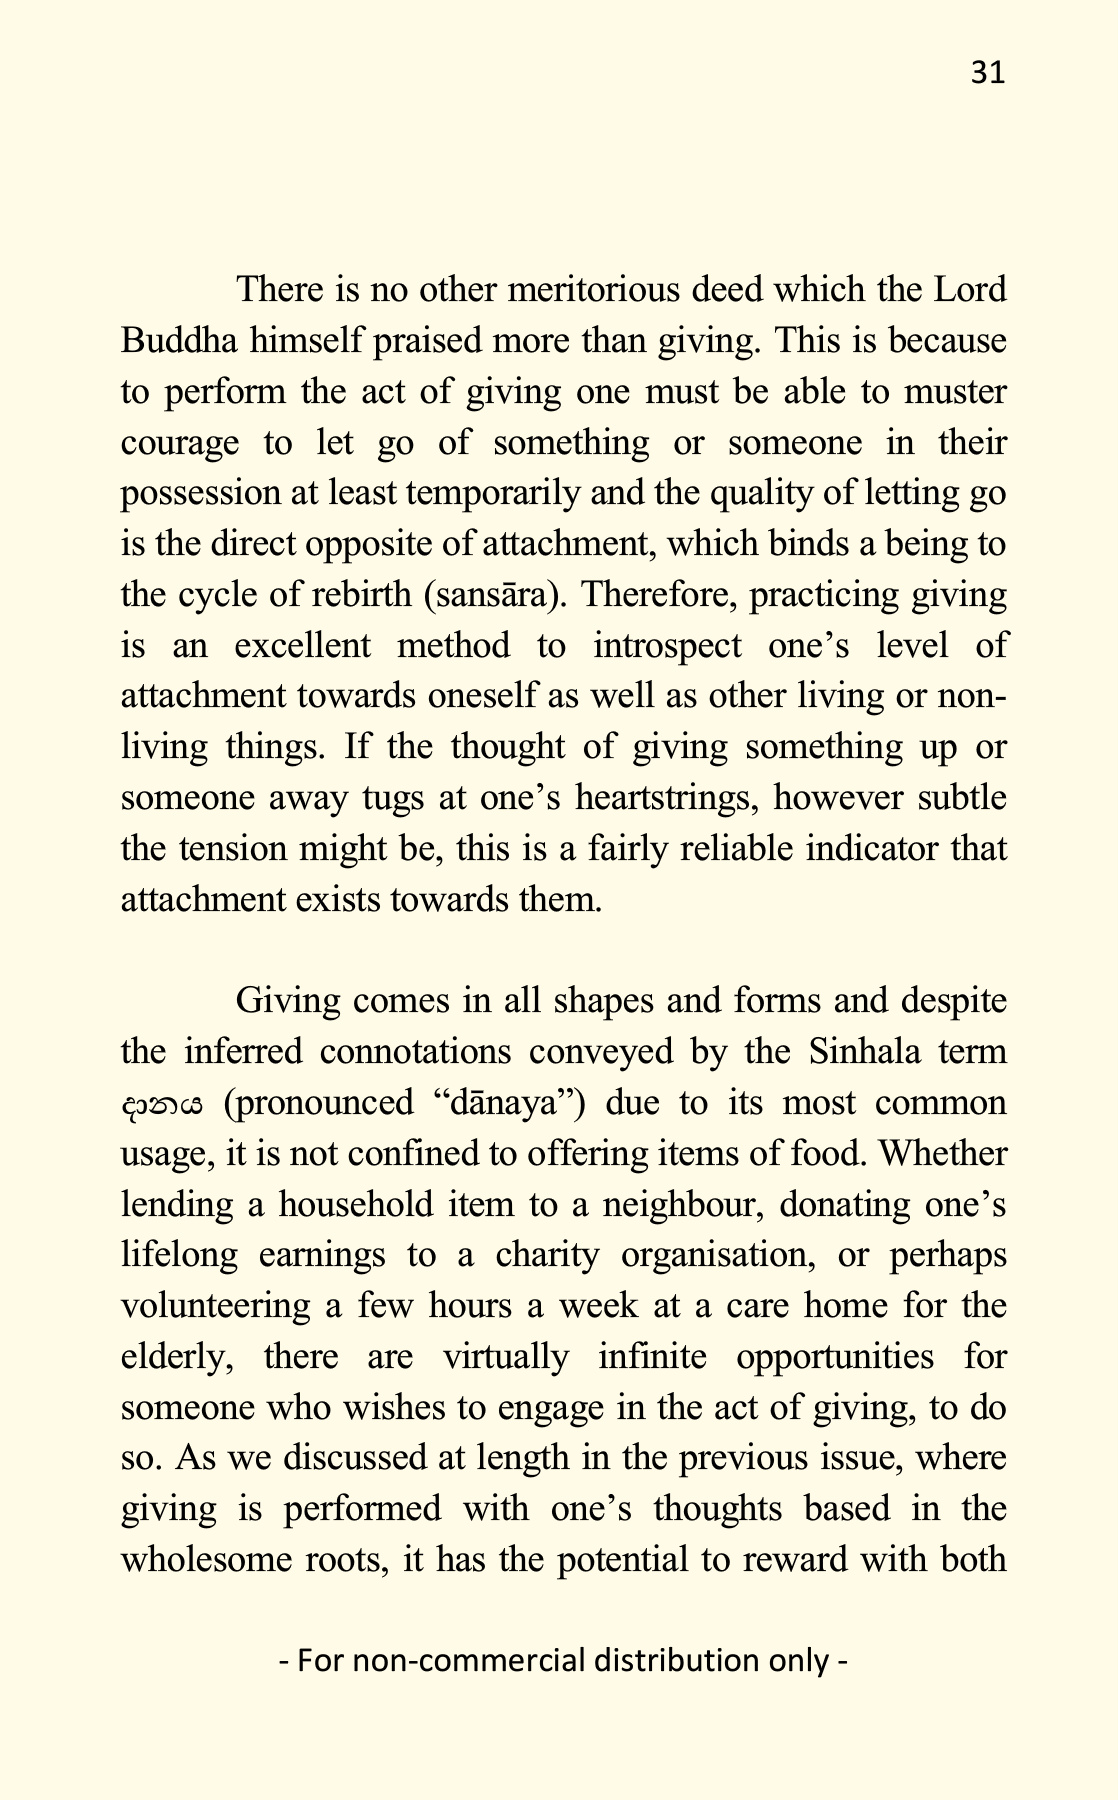 31
There is no other meritorious deed which the Lord
Buddha himself praised more than giving. This is because
to perform the act of giving one must be able to muster
courage to let go of something or someone in their
possession at least temporarily and the quality of letting go
is the direct opposite of attachment, which binds a being to
the cycle of rebirth (sansāra). Therefore, practicing giving
is an excellent method to introspect one’s level of
attachment towards oneself as well as other living or non-
living things. If the thought of giving something up or
someone away tugs at one’s heartstrings, however subtle
the tension might be, this is a fairly reliable indicator that
attachment exists towards them.
Giving comes in all shapes and forms and despite
the inferred connotations conveyed by the Sinhala term
දානය (pronounced “dānaya”) due to its most common
usage, it is not confined to offering items of food. Whether
lending a household item to a neighbour, donating one’s
lifelong earnings to a charity organisation, or perhaps
volunteering a few hours a week at a care home for the
elderly, there are virtually infinite opportunities for
someone who wishes to engage in the act of giving, to do
so. As we discussed at length in the previous issue, where
giving is performed with one’s thoughts based in the
wholesome roots, it has the potential to reward with both
- For non-commercial distribution only -